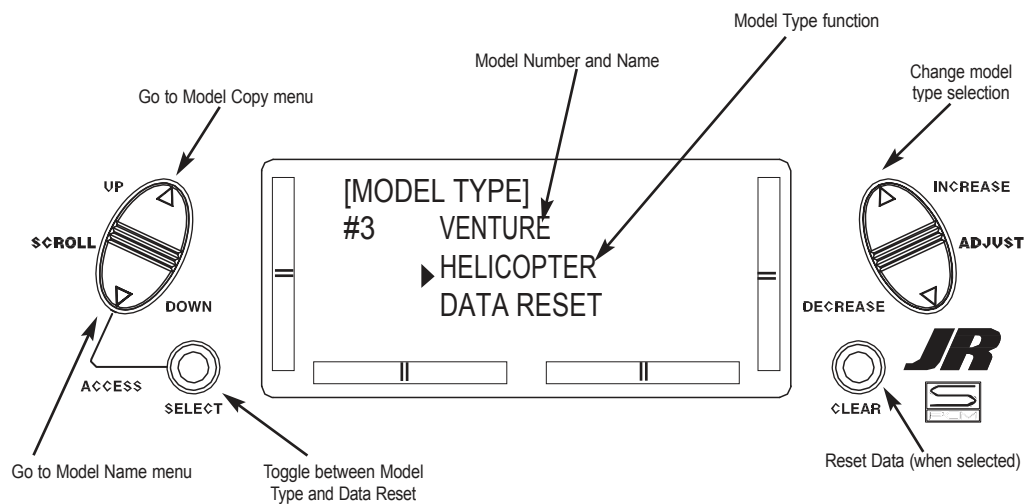 Model Type function
Model Number and Name
Change model
type selection
Go to Model Copy menu
UP
SCROLL
DOWN
ACCESS
SELECT
[MODEL TYPE]
#3 VENTURE
HELICOPTER
DATA RESET
INCREASE
ADJUST
DECREASE
CLEAR
JR
S
PCM
Go to Model Name menu
Toggle between Model
Type and Data Reset
Reset Data (when selected)